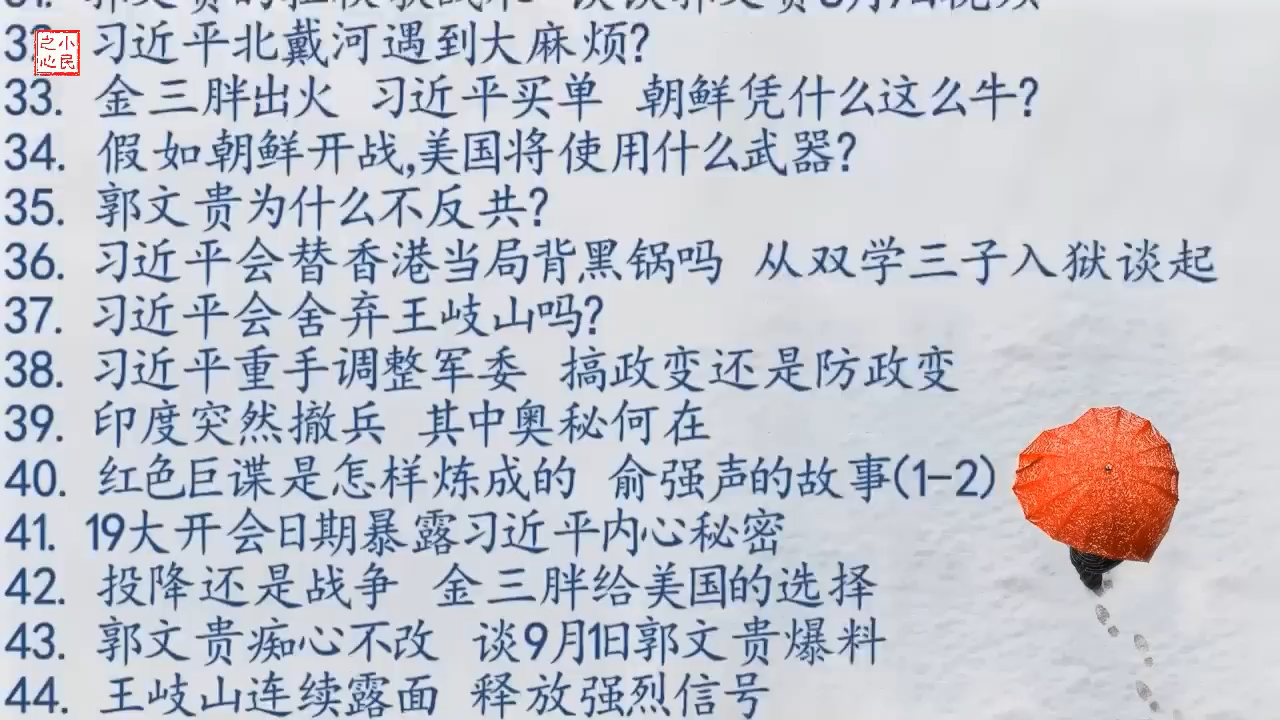 32. 习近平北戴河遇到大麻烦?
33. 金三胖出火 习近平买单 朝鲜凭什么这么牛?
34. 假如朝鲜开战,美国将使用什么武器?
35. 郭文贵为什么不反共?
36. 习近平会替香港当局背黑锅吗 从双学三子入狱谈起
37. 习近平会舍弃王岐山吗?
38. 习近平重手调整军委 搞政变还是防政变
39. 印度突然撤兵 其中奥秘何在
40. 红色巨谍是怎样炼成的 俞强声的故事(1-2)
41. 19大开会日期暴露习近平内心秘密
42. 投降还是战争 金三胖给美国的选择
43. 郭文贵痴心不改 谈9月1日郭文贵爆料
44. 王岐山连续露面 释放强烈信号
小民之心